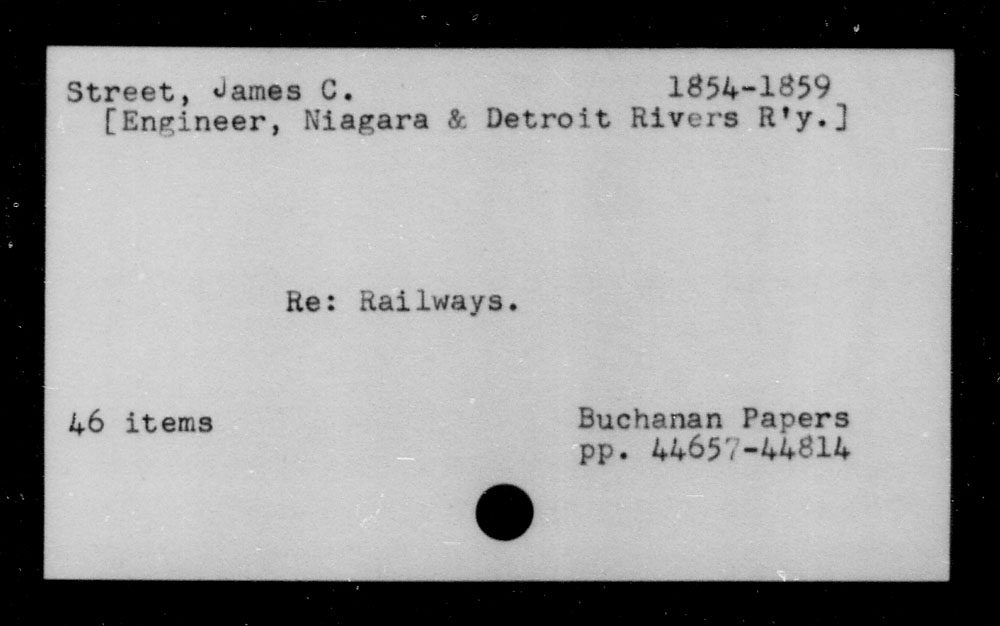 Street, James C. 1854-1859
[Engineer, Niagara & Detroit Rivers R'y.]
Re: Railways.
46 items
Buchanan Papers
pp. 44657-44814